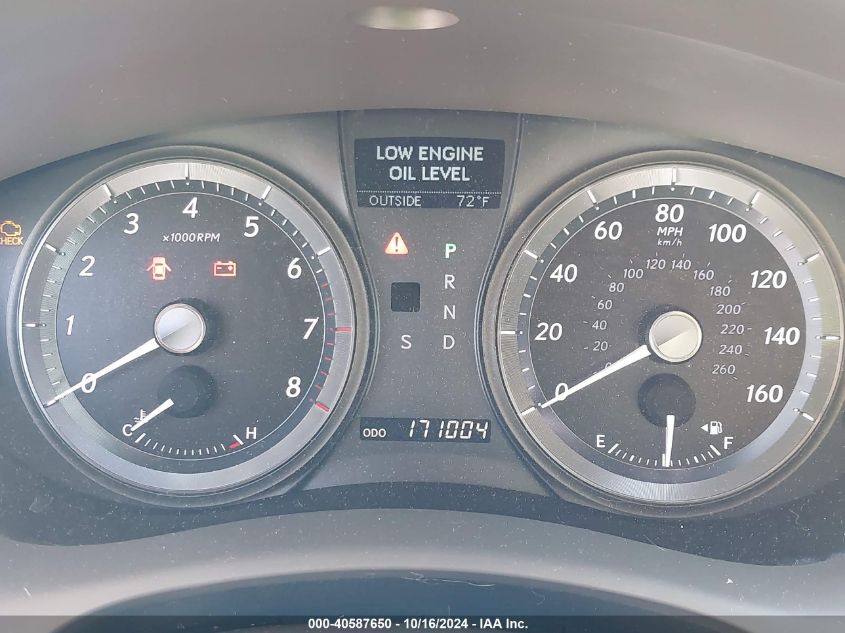 LOW ENGINE
OIL LEVEL
OUTSIDE 72°F
CHECK
0 1 2 3 4 5 6 7 8
x1000RPM
C H
P
R
N
S D
ODO 171004
0 20 40 60 80 100 120 140 160
MPH
km/h
20 40 60 80 100 120 140 160 180 200 220 240 260
E F
000-40587650 - 10/16/2024 - IAA Inc.